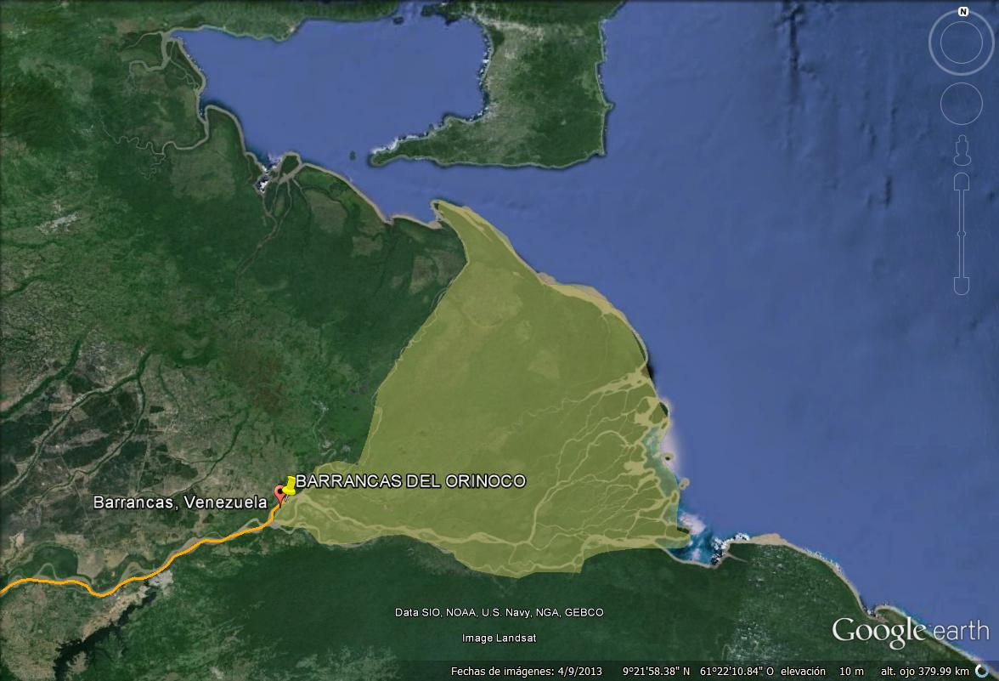 N
BARRANCAS DEL ORINOCO
Barrancas, Venezuela
Data SIO, NOAA, U.S. Navy, NGA, GEBCO
Image Landsat
Google earth
Fechas de imágenes: 4/9/2013 9°21'58.38" N 61°22'10.84" O elevación 10 m alt. ojo 379.99 km